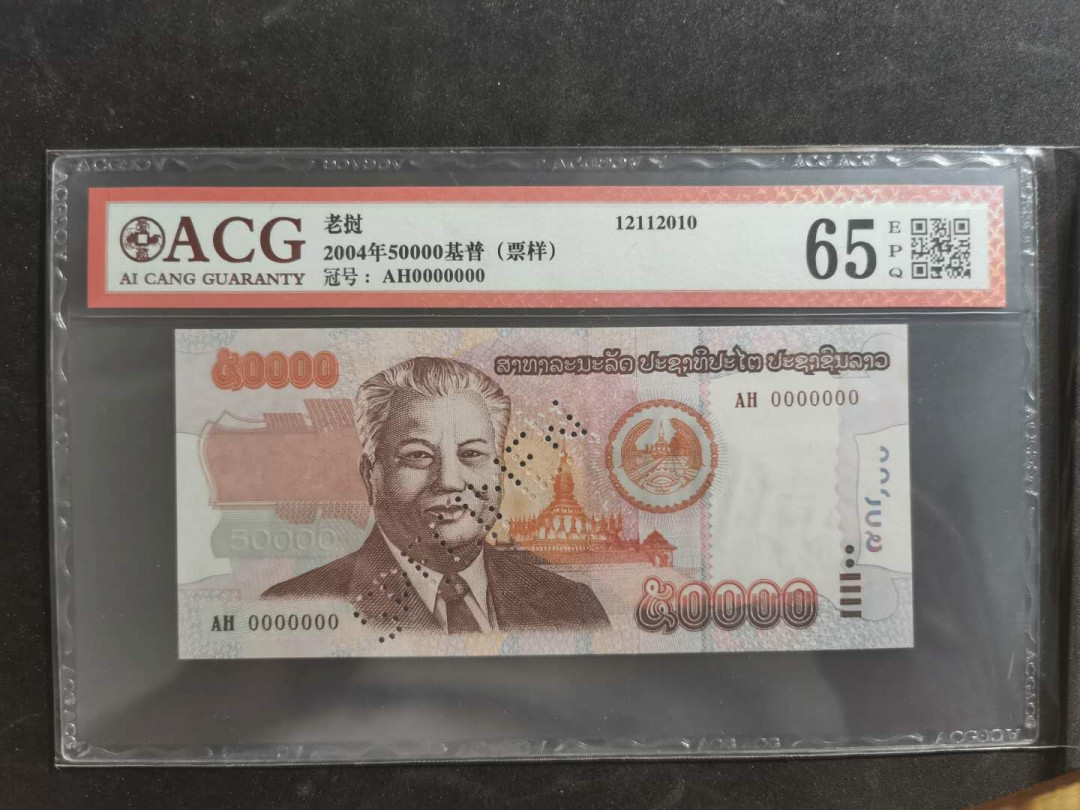 ACG
AI CANG GUARANTY
老挝
12112010
2004年50000基普（票样）
冠号：AH0000000
65
EPQ
໕0000
ສາທາລະນະລັດ ປະຊາທິປະໄຕ ປະຊາຊົນລາວ
AH 0000000
50000
AH 0000000
໕0000
ACG ACG